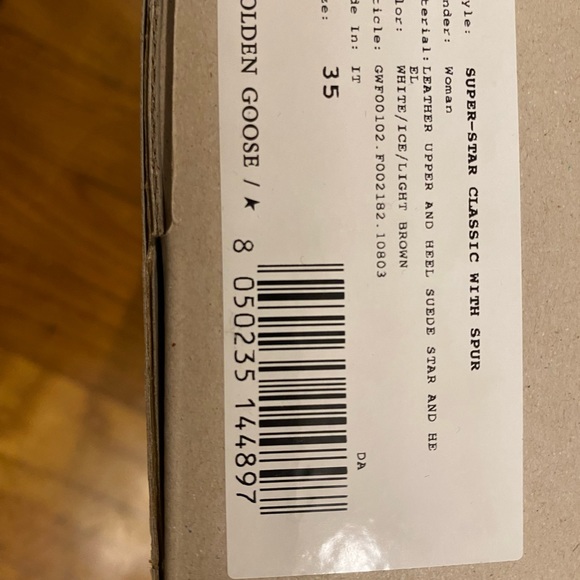 yle: SUPER-STAR CLASSIC WITH SPUR
nder: Woman
terial: LEATHER UPPER AND HEEL SUEDE STAR AND HE
EL
lor: WHITE/ICE/LIGHT BROWN
ticle: GWF00102.F002182.10803
de In: IT
ze: 35
DA
OLDEN GOOSE / ★
8 050235 144897